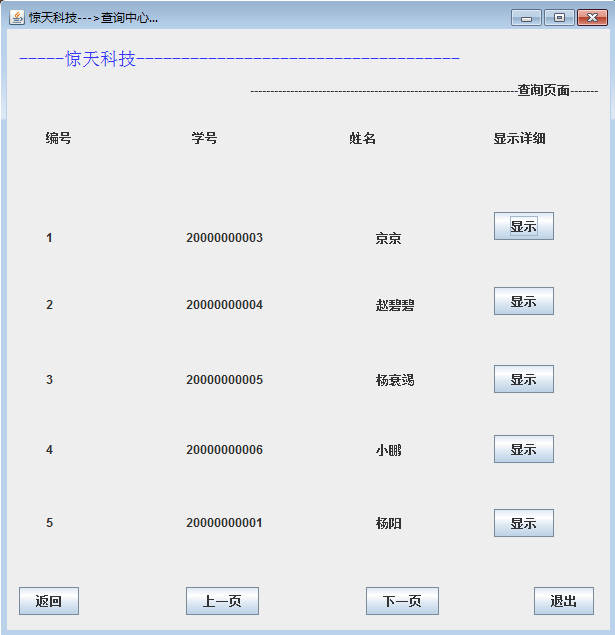 惊天科技--->查询中心...
-----惊天科技------------------------------------
-------------------------------------------------------------------查询页面-------
编号 学号 姓名 显示详细
1 20000000003 京京 显示
2 20000000004 赵碧碧 显示
3 20000000005 杨衰竭 显示
4 20000000006 小鹏 显示
5 20000000001 杨阳 显示
返回 上一页 下一页 退出